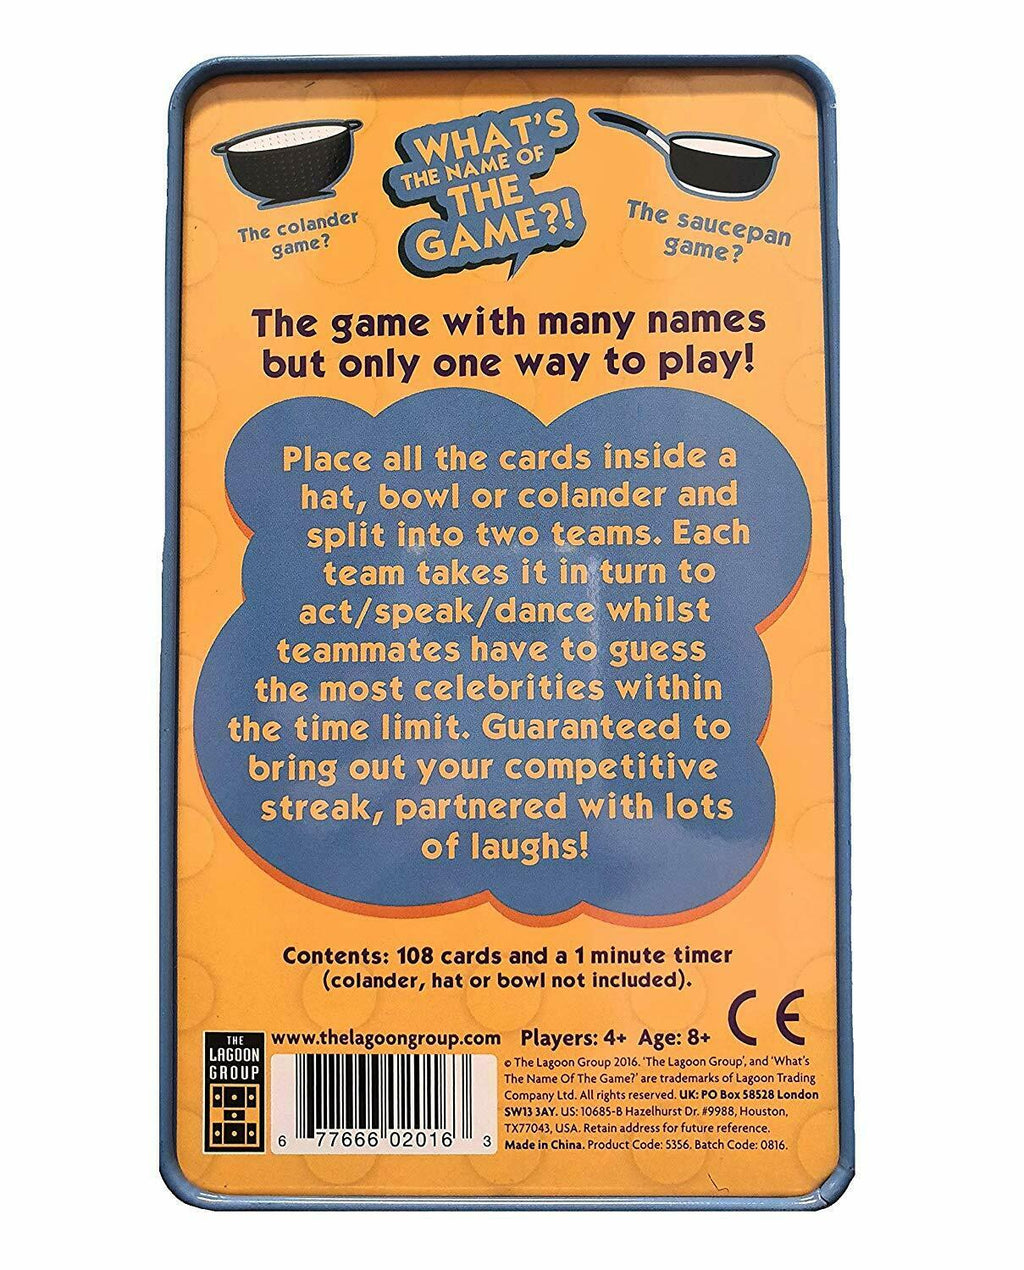 WHAT'S
THE NAME OF
THE
GAME?!
The colander
game?
The saucepan
game?
The game with many names
but only one way to play!
Place all the cards inside a
hat, bowl or colander and
split into two teams. Each
team takes it in turn to
act/speak/dance whilst
teammates have to guess
the most celebrities within
the time limit. Guaranteed to
bring out your competitive
streak, partnered with lots
of laughs!
Contents: 108 cards and a 1 minute timer
(colander, hat or bowl not included).
CE
THE
LAGOON
GROUP
www.thelagoongroup.com Players: 4+ Age: 8+
6 77666 02016 3
© The Lagoon Group 2016. 'The Lagoon Group', and 'What's
The Name Of The Game?' are trademarks of Lagoon Trading
Company Ltd. All rights reserved. UK: PO Box 58528 London
SW13 3AY. US: 10685-B Hazelhurst Dr. #9988, Houston,
TX77043, USA. Retain address for future reference.
Made in China. Product Code: 5356. Batch Code: 0816.